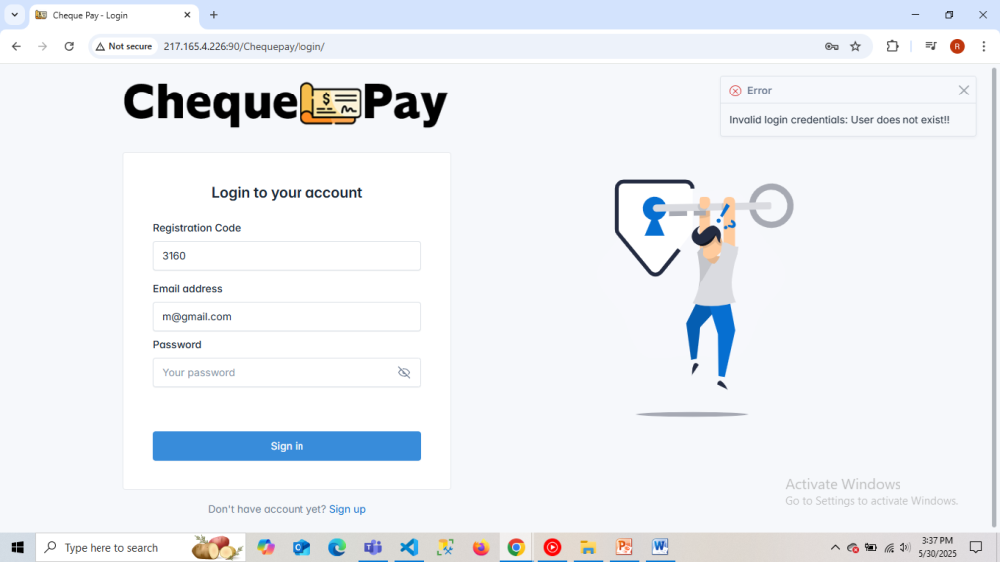 Cheque Pay - Login
Not secure
217.165.4.226:90/Chequepay/login/
R
Cheque Pay
Error
Invalid login credentials: User does not exist!!
Login to your account
Registration Code
3160
Email address
m@gmail.com
Password
Your password
Sign in
Don't have account yet? Sign up
Activate Windows
Go to Settings to activate Windows.
Type here to search
3:37 PM
5/30/2025